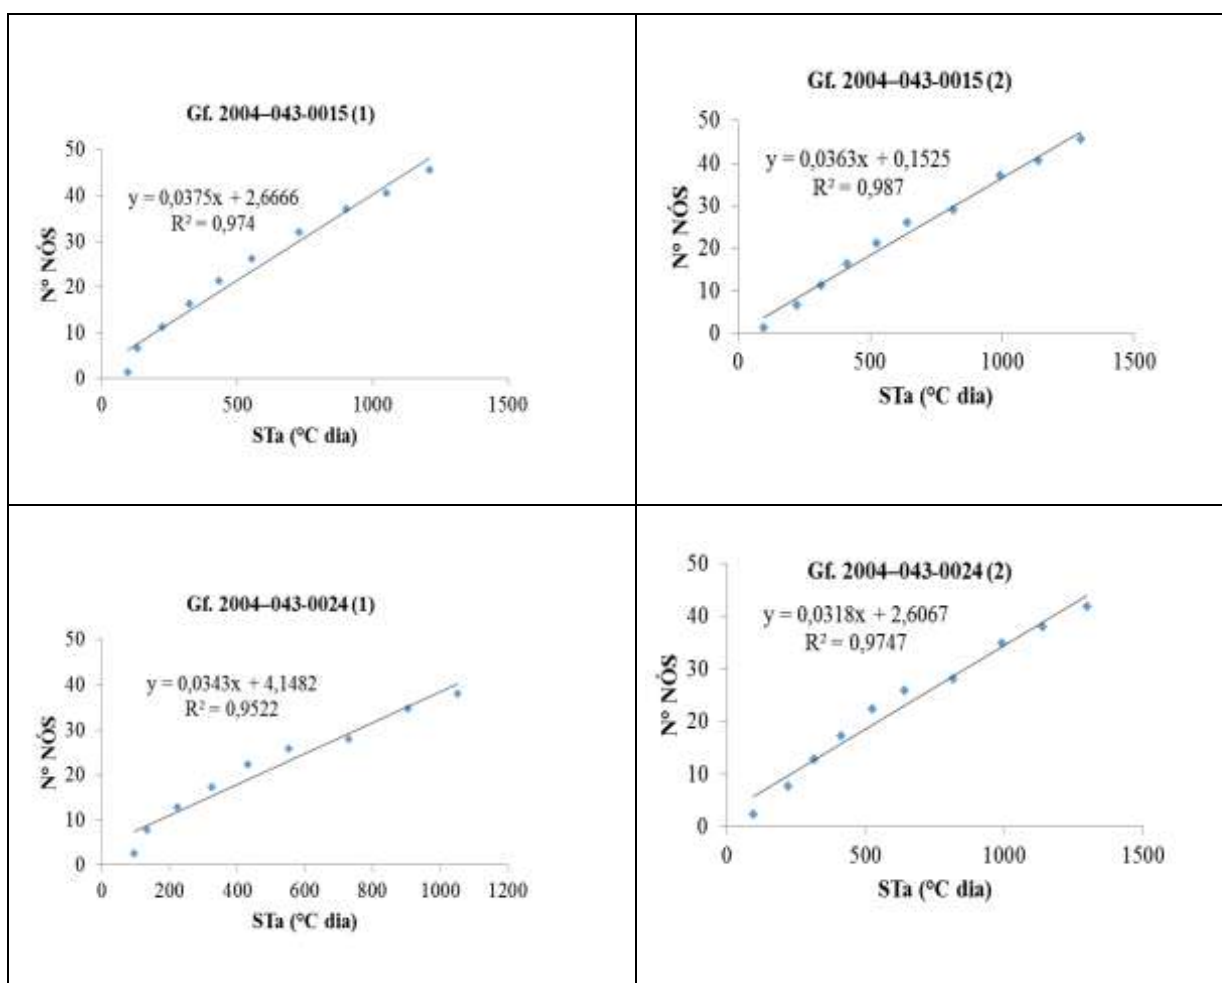 Gf. 2004–043-0015 (1)
50
40
30
20
10
0
y = 0,0375x + 2,6666
R² = 0,974
Nº NÓS
0 500 1000 1500
STa (°C dia)
Gf. 2004–043-0015 (2)
50
40
30
20
10
0
y = 0,0363x + 0,1525
R² = 0,987
Nº NÓS
0 500 1000 1500
STa (°C dia)
Gf. 2004–043-0024 (1)
50
40
30
20
10
0
y = 0,0343x + 4,1482
R² = 0,9522
Nº NÓS
0 200 400 600 800 1000 1200
STa (°C dia)
Gf. 2004–043-0024 (2)
50
40
30
20
10
0
y = 0,0318x + 2,6067
R² = 0,9747
Nº NÓS
0 500 1000 1500
STa (°C dia)